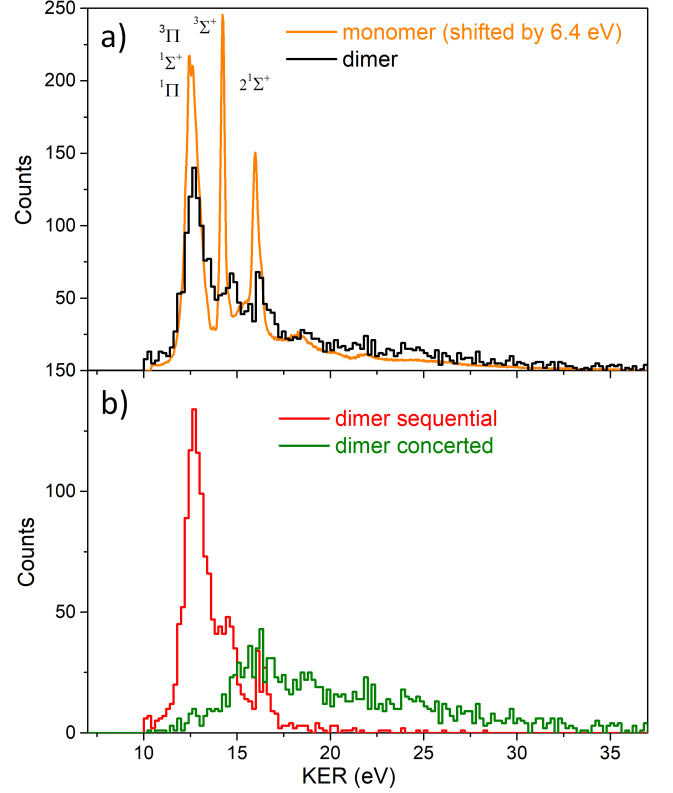 a)
250
200
150
100
50
150
Counts
³Π
³Σ⁺
¹Σ⁺
¹Π
2¹Σ⁺
monomer (shifted by 6.4 eV)
dimer
b)
100
50
0
Counts
dimer sequential
dimer concerted
10 15 20 25 30 35
KER (eV)